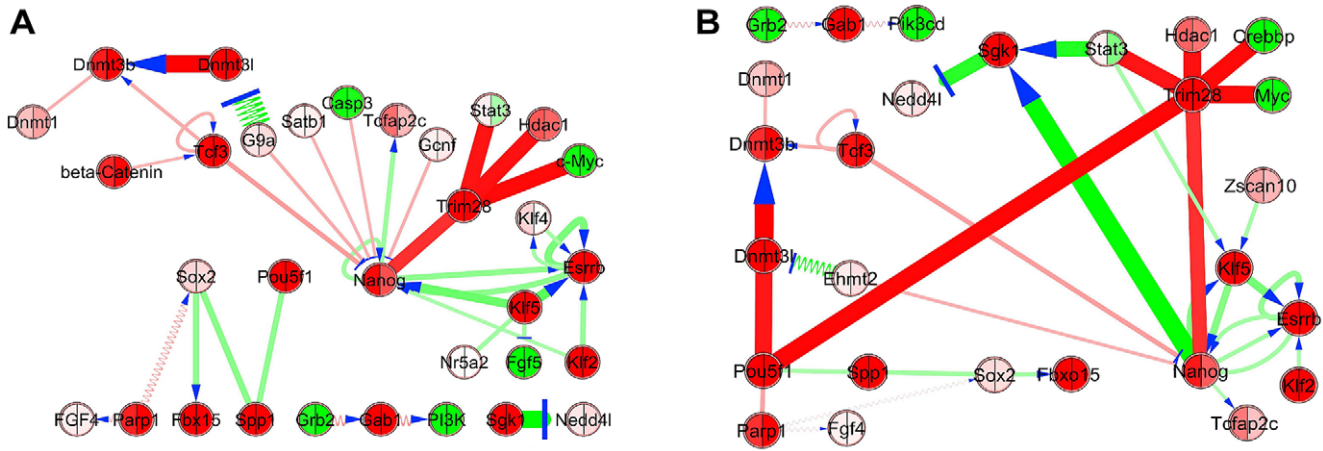 A
Dnmt3b
Dnmt3l
Dnmt1
G9a
Satb1
Casp3
Tcfap2c
Gcnf
Stat3
Hdac1
c-Myc
Tcf3
beta-Catenin
Trim28
Klf4
Esrrb
Nanog
Sox2
Pou5f1
Klf5
Nr5a2
Fgf5
Klf2
FGF4
Parp1
Fbx15
Spp1
Grb2
Gab1
PI3K
Sgk1
Nedd4l
B
Grb2
Gab1
Pik3cd
Sgk1
Stat3
Hdac1
Crebbp
Dnmt1
Nedd4l
Trim28
Myc
Dnmt3b
Tcf3
Zscan10
Dnmt3l
Ehmt2
Klf5
Esrrb
Pou5f1
Spp1
Sox2
Fbxo15
Nanog
Klf2
Parp1
Fgf4
Tcfap2c